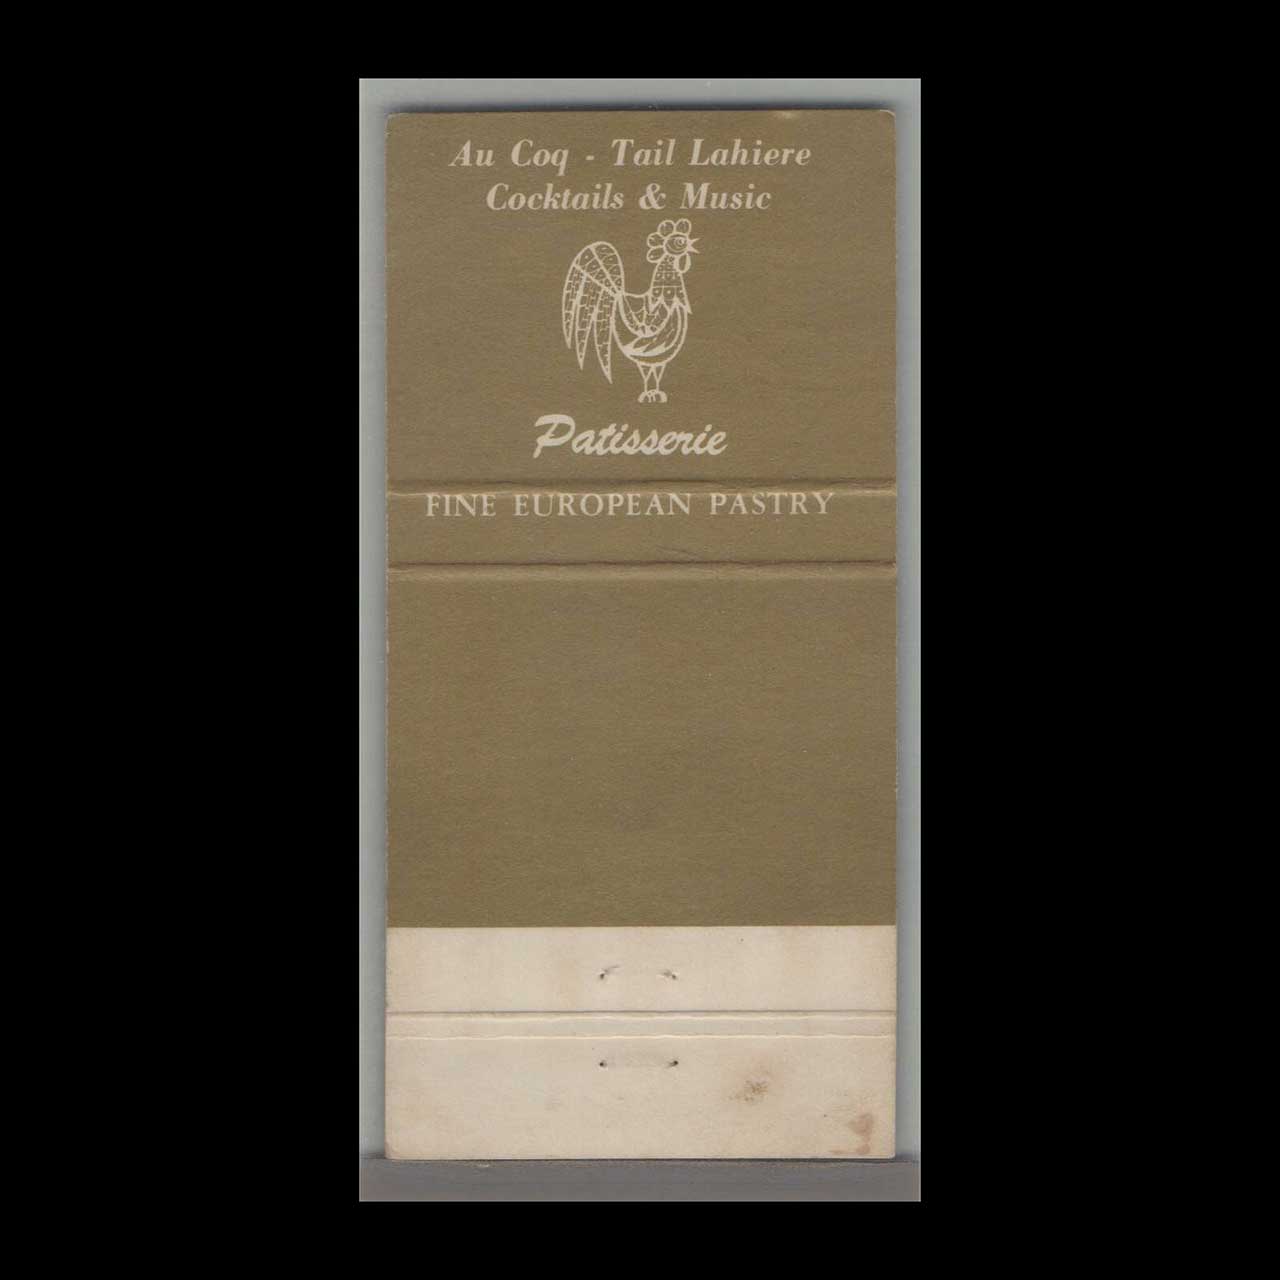 Au Coq - Tail Lahiere
Cocktails & Music
Patisserie
FINE EUROPEAN PASTRY